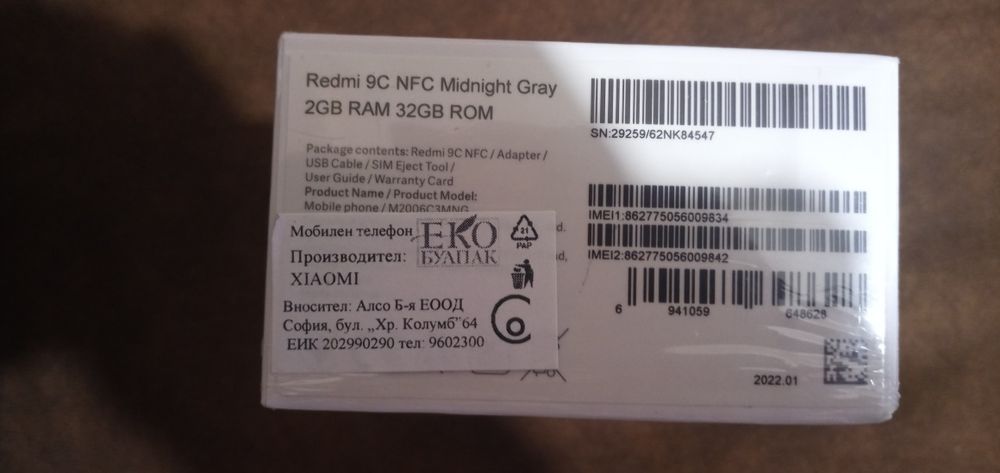 Redmi 9C NFC Midnight Gray
2GB RAM 32GB ROM
Package contents: Redmi 9C NFC / Adapter /
USB Cable / SIM Eject Tool /
User Guide / Warranty Card
Product Name / Product Model:
Mobile phone / M2006C3MNG
Мобилен телефон
Производител:
XIAOMI
Вносител: Алсо Б-я ЕООД
София, бул. „Хр. Колумб"64
ЕИК 202990290 тел: 9602300
ЕКО
БУЛПАК
21
PAP
SN:29259/62NK84547
IMEI1:862775056009834
IMEI2:862775056009842
6 941059 648628
2022.01